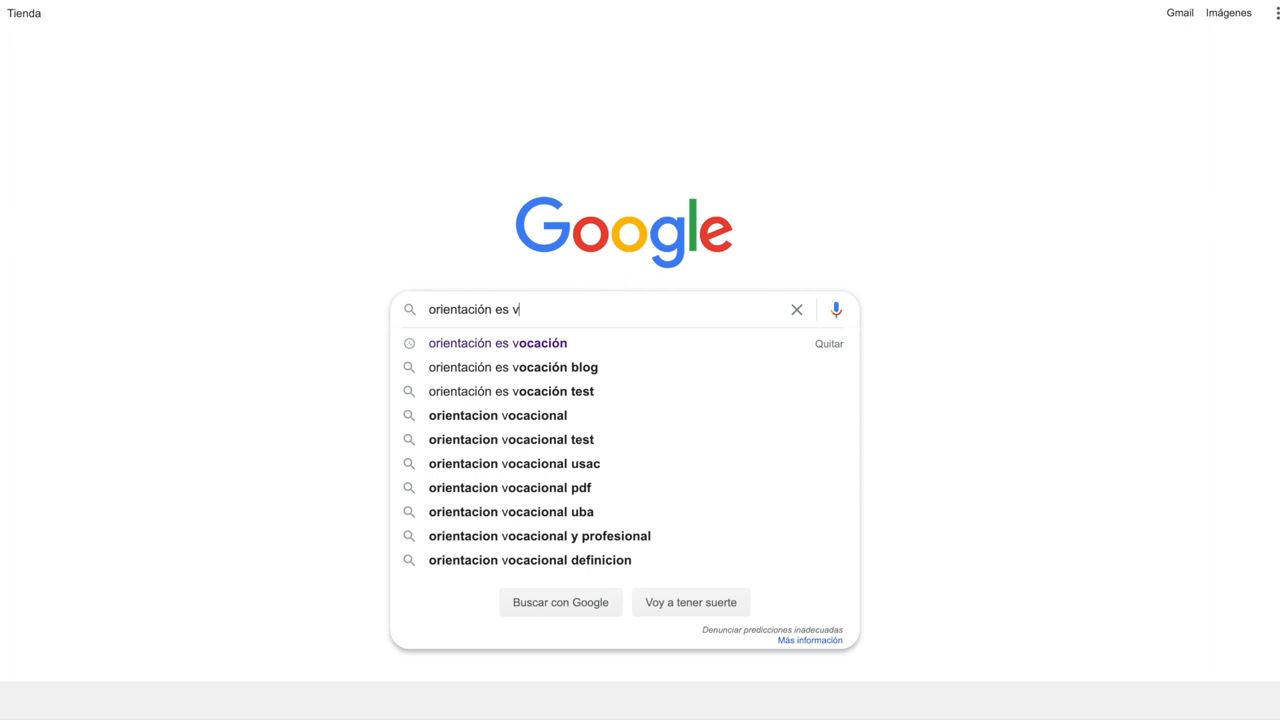 Tienda
Gmail Imágenes
Google
orientación es v
orientación es vocación Quitar
orientación es vocación blog
orientación es vocación test
orientacion vocacional
orientacion vocacional test
orientacion vocacional usac
orientacion vocacional pdf
orientacion vocacional uba
orientacion vocacional y profesional
orientacion vocacional definicion
Buscar con Google Voy a tener suerte
Denunciar predicciones inadecuadas
Más información